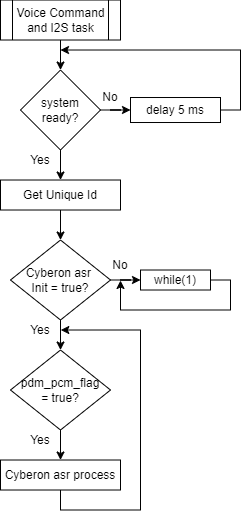 Voice Command
and I2S task
system
ready?
No
delay 5 ms
Yes
Get Unique Id
Cyberon asr
Init = true?
No
while(1)
Yes
pdm_pcm_flag
= true?
Yes
Cyberon asr process